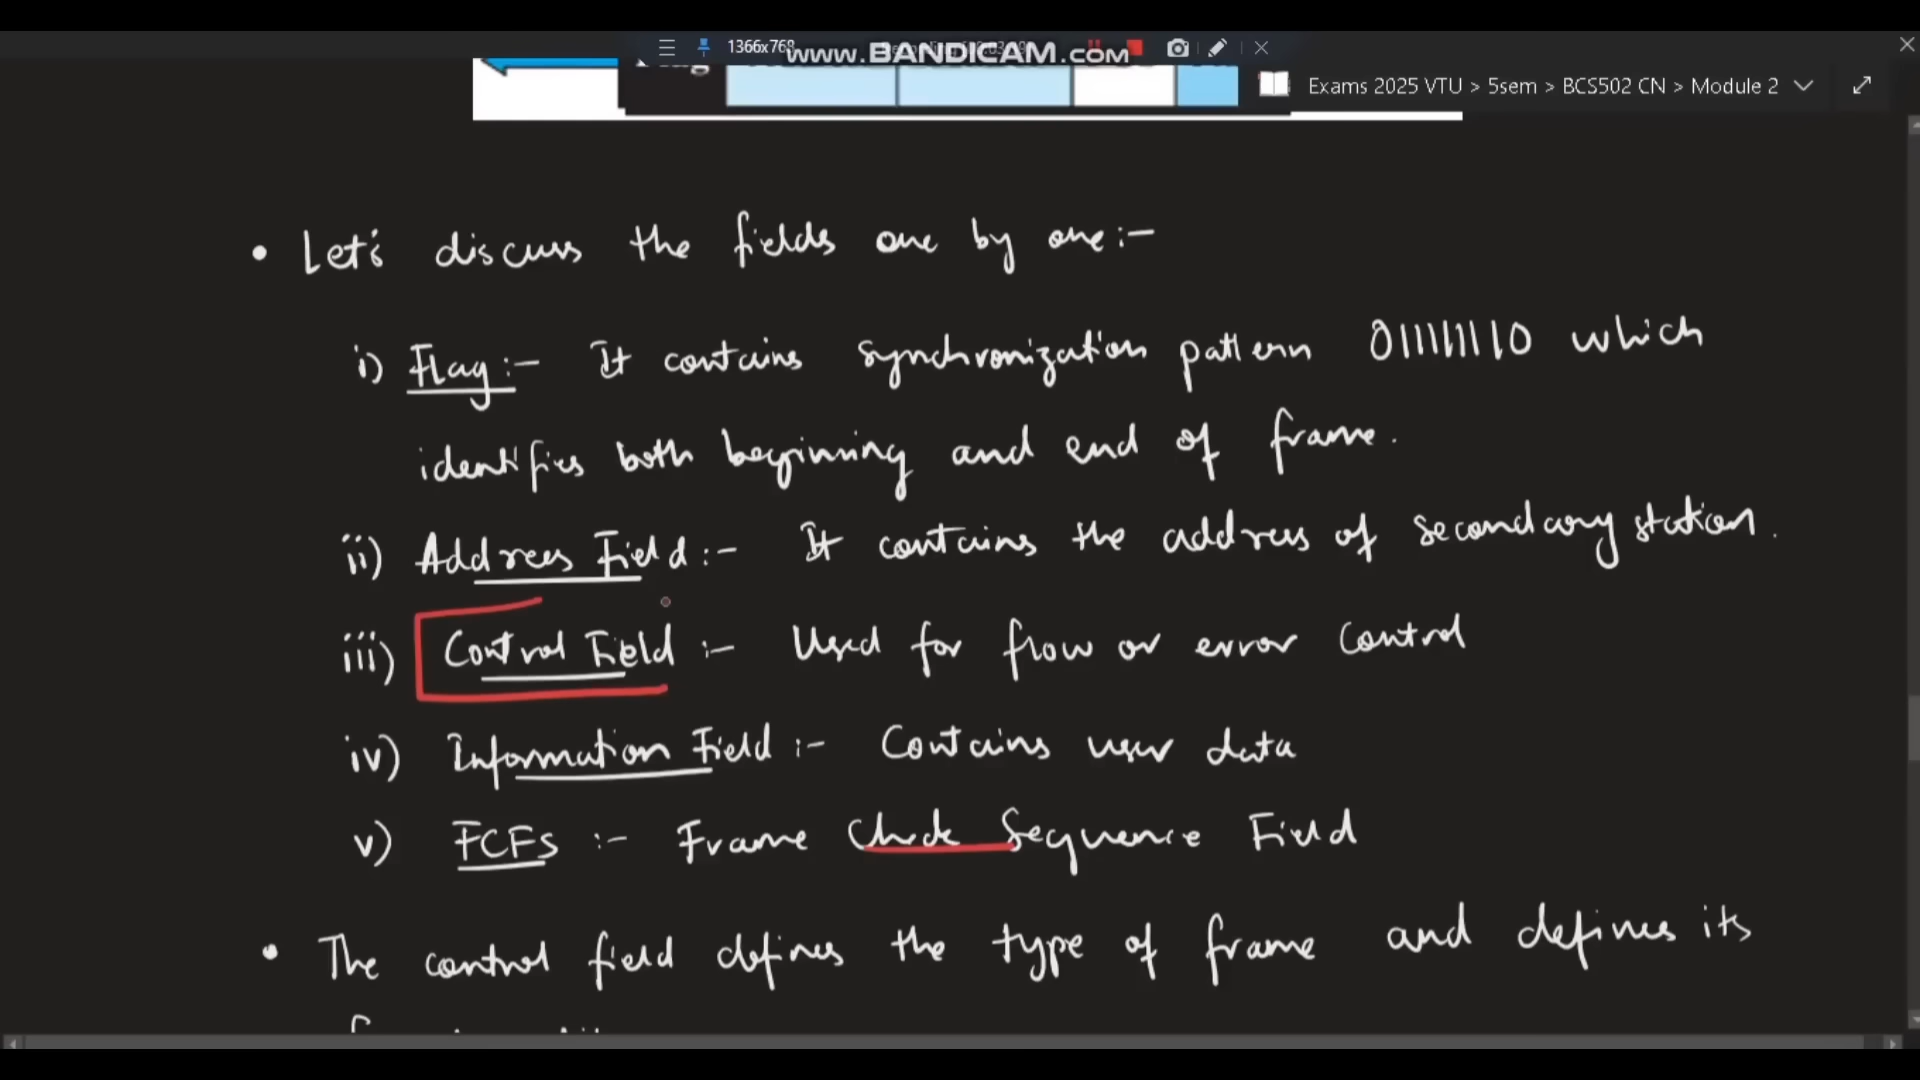 1366x768
www.BANDICAM.com
Exams 2025 VTU > 5sem > BCS502 CN > Module 2
• Let's discuss the fields one by one:-
i) Flag:- It contains synchronization pattern 01111110 which
identifies both beginning and end of frame.
ii) Address Field:- It contains the address of secondary station.
iii) Control Field :- Used for flow or error control
iv) Information Field :- Contains user data
v) FCFs :- Frame Check Sequence Field
• The control field defines the type of frame and defines its